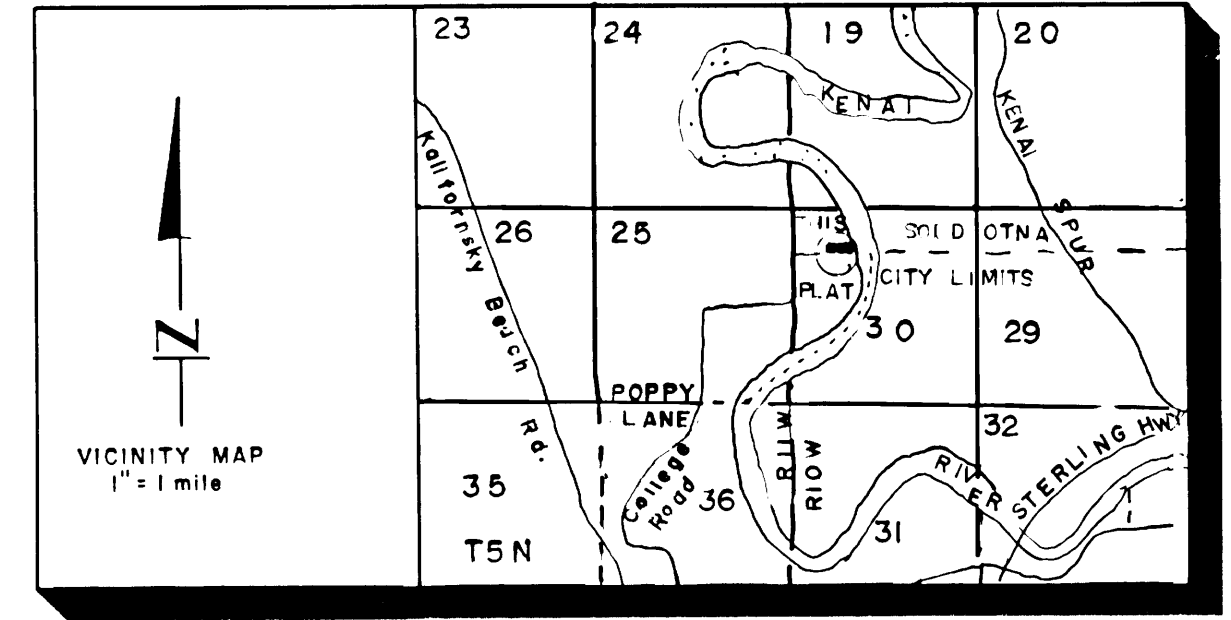 23
24
19
20
KENAI
KENAI SPUR
Kalifornsky Beach Rd.
26
25
THIS
PLAT
SOLDOTNA
CITY LIMITS
30
29
N
POPPY
LANE
VICINITY MAP
1" = 1 mile
35
T5N
College
Road
36
R11W
R10W
31
RIVER
32
STERLING HWY